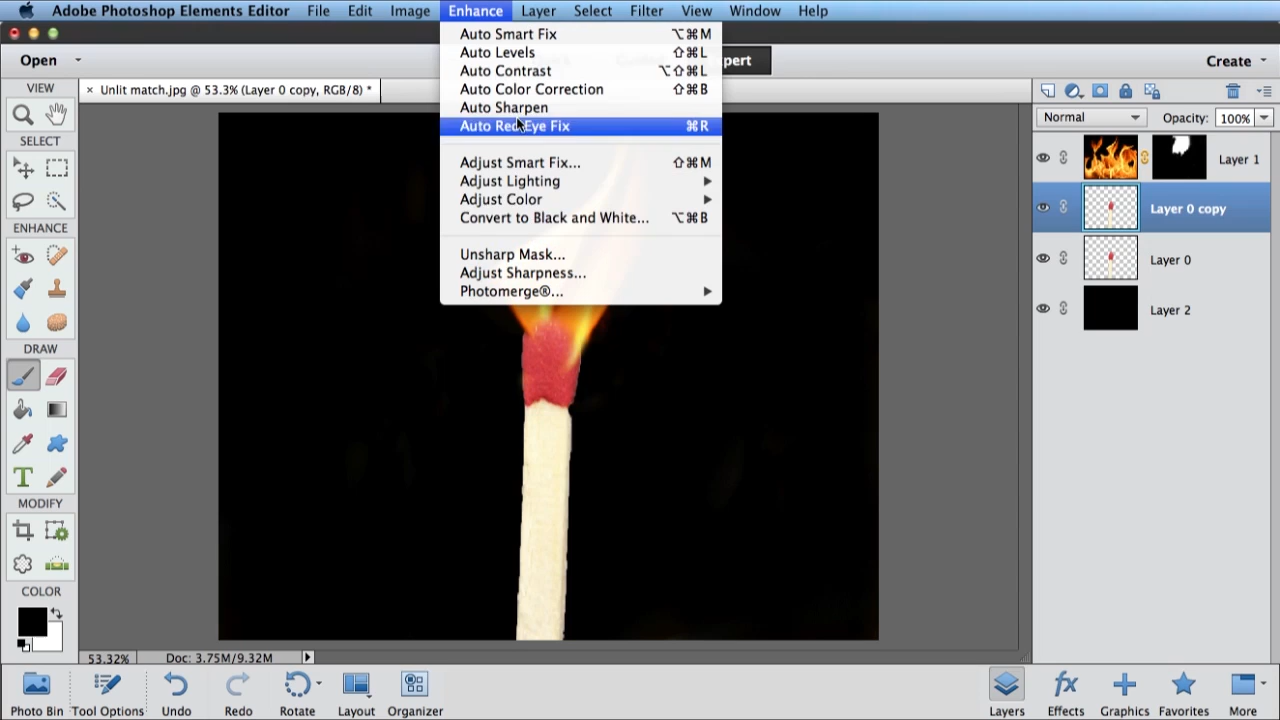 Adobe Photoshop Elements Editor File Edit Image Enhance Layer Select Filter View Window Help
Open
pert
Create
Auto Smart Fix ⌥⌘M
Auto Levels ⇧⌘L
Auto Contrast ⌥⇧⌘L
Auto Color Correction ⇧⌘B
Auto Sharpen
Auto Red Eye Fix ⌘R
Adjust Smart Fix... ⇧⌘M
Adjust Lighting
Adjust Color
Convert to Black and White... ⌥⌘B
Unsharp Mask...
Adjust Sharpness...
Photomerge®...
× Unlit match.jpg @ 53.3% (Layer 0 copy, RGB/8) *
VIEW
SELECT
ENHANCE
DRAW
T
MODIFY
COLOR
Normal Opacity: 100%
Layer 1
Layer 0 copy
Layer 0
Layer 2
53.32% Doc: 3.75M/9.32M
Photo Bin Tool Options Undo Redo Rotate Layout Organizer
fx
Layers Effects Graphics Favorites More